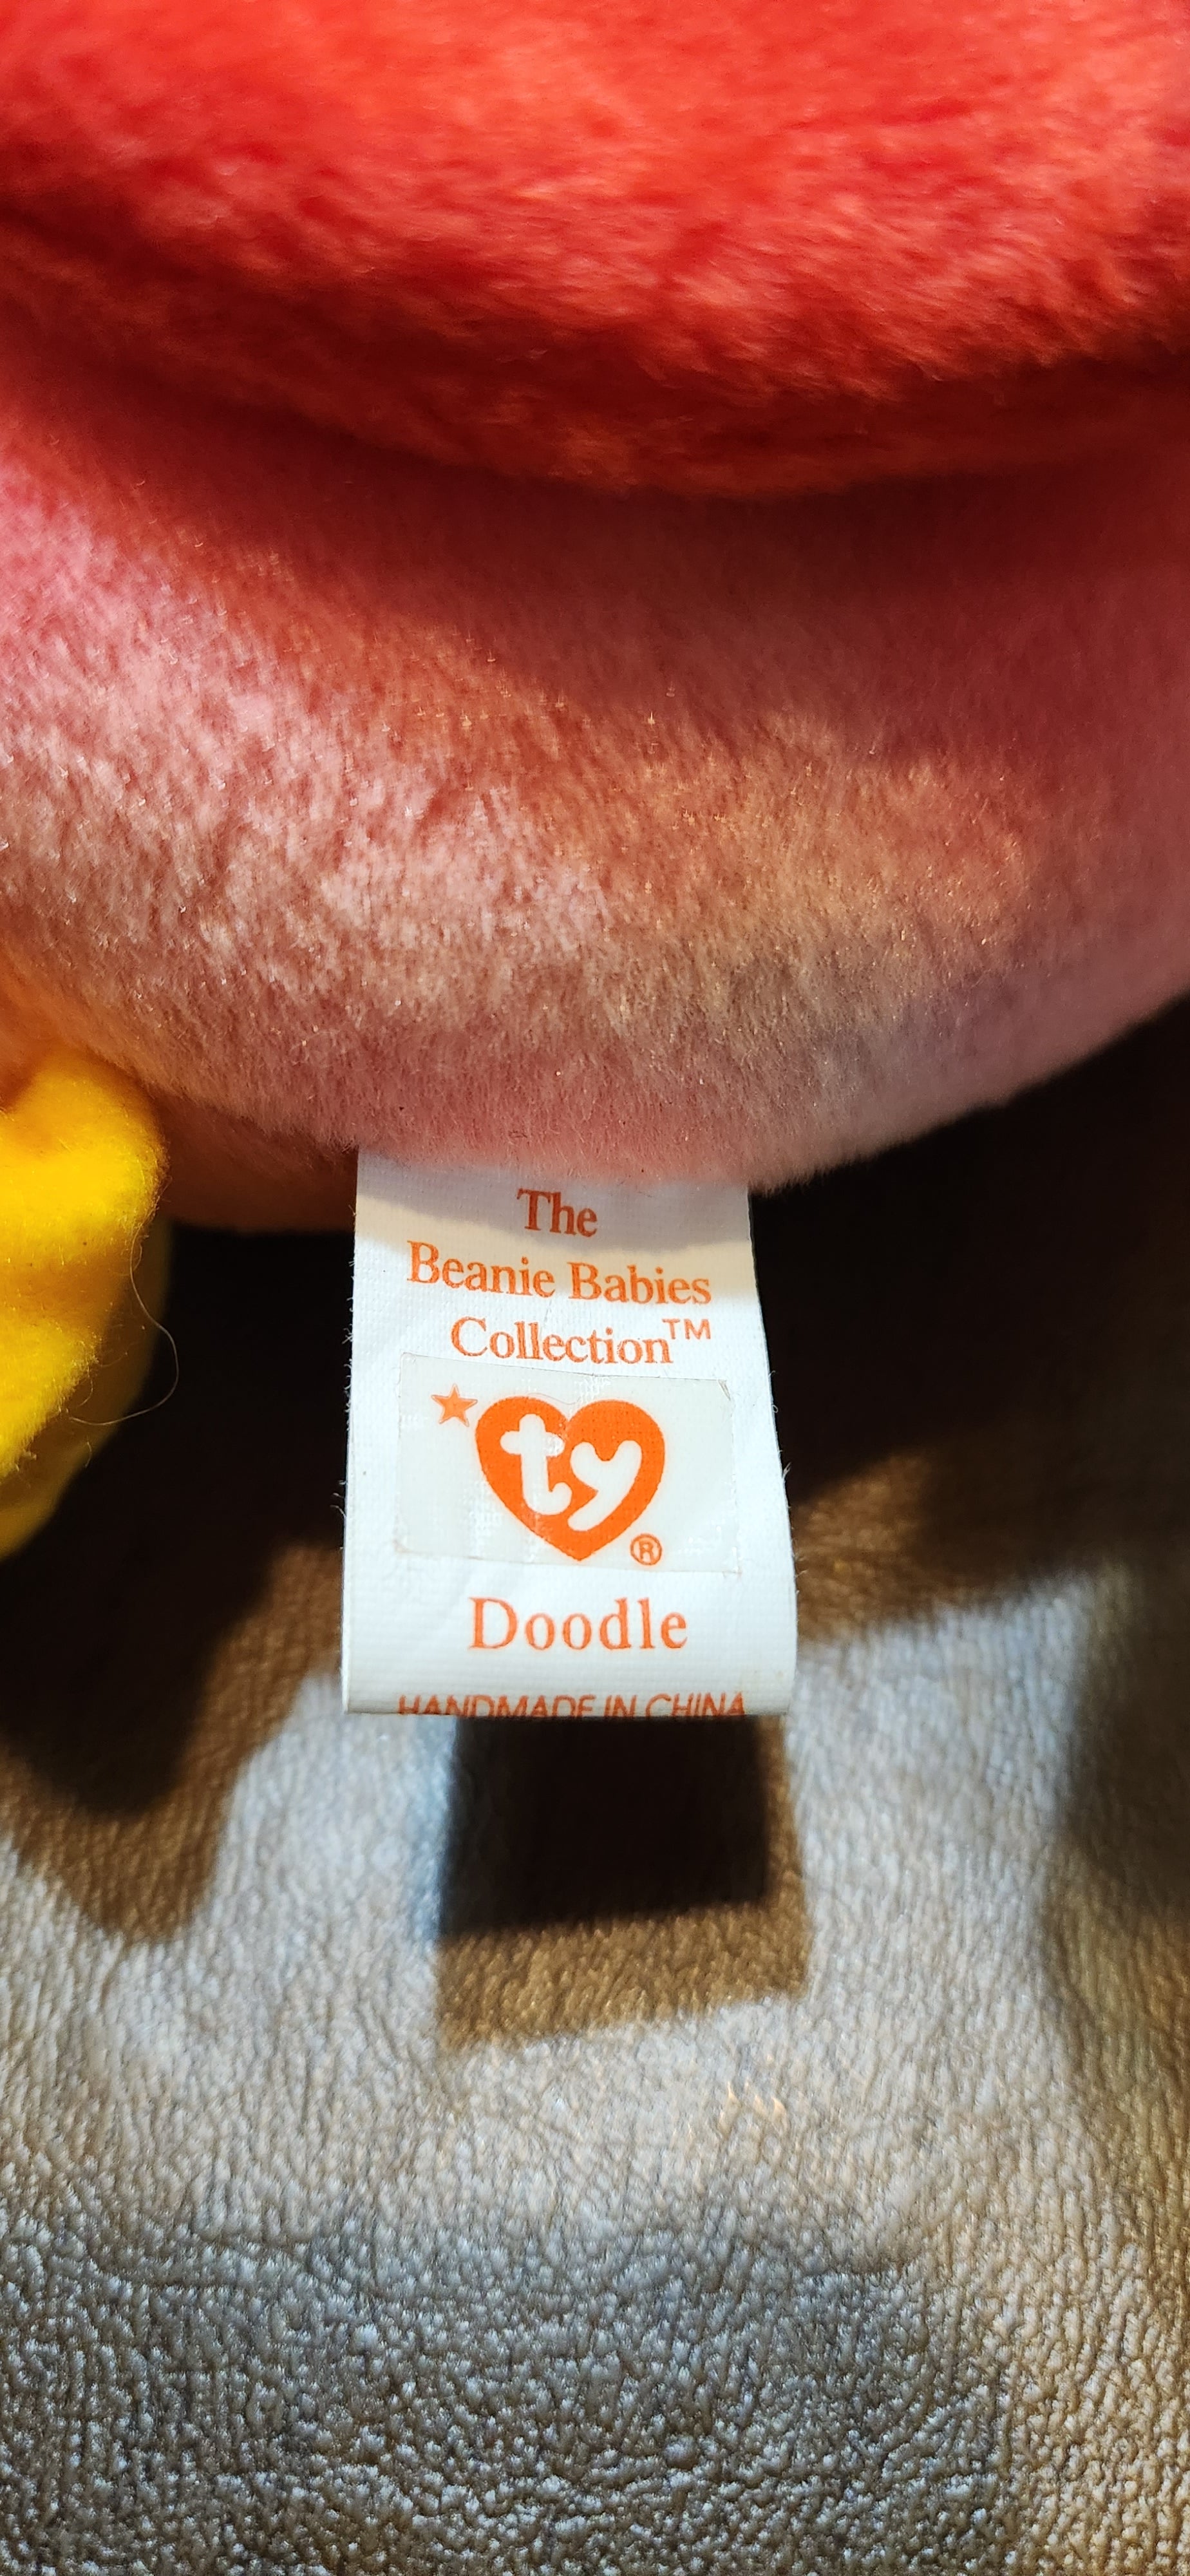 The
Beanie Babies
Collection™
ty®
Doodle
HANDMADE IN CHINA